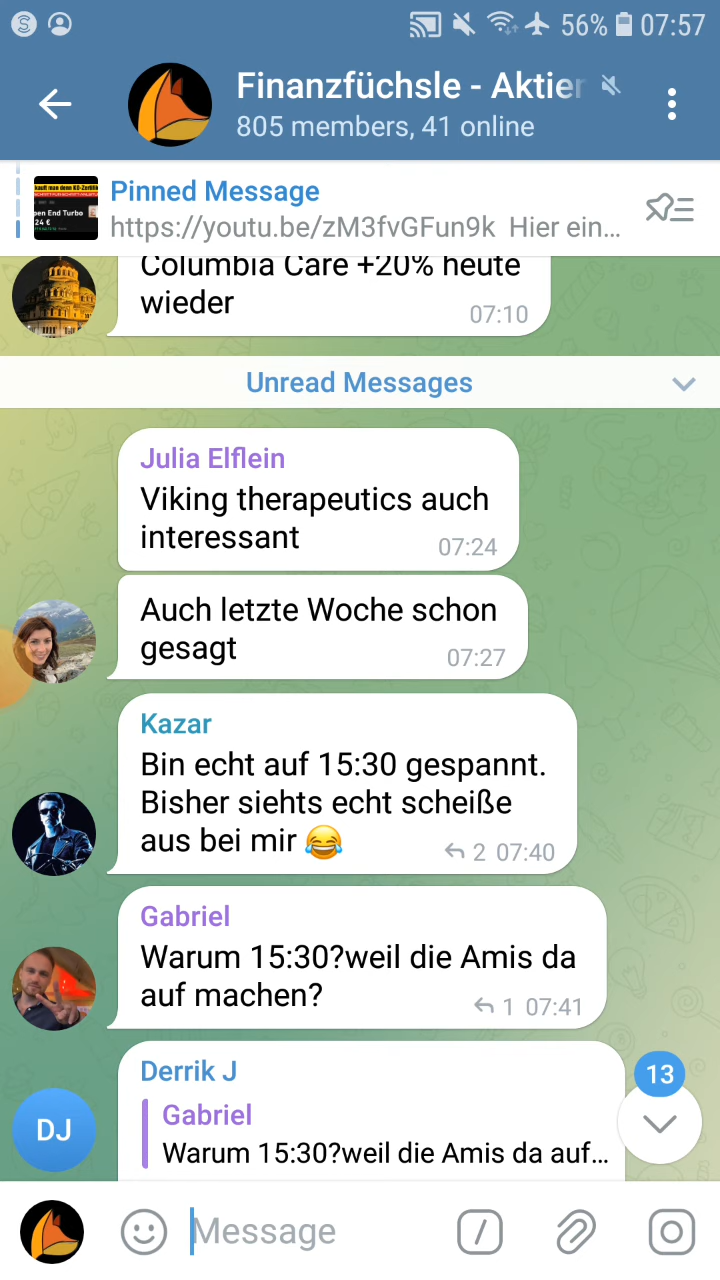 56% 07:57
Finanzfüchsle - Aktien
805 members, 41 online
Pinned Message
https://youtu.be/zM3fvGFun9k Hier ein...
Columbia Care +20% heute
wieder
07:10
Unread Messages
Julia Elflein
Viking therapeutics auch
interessant
07:24
Auch letzte Woche schon
gesagt
07:27
Kazar
Bin echt auf 15:30 gespannt.
Bisher siehts echt scheiße
aus bei mir 😂
2 07:40
Gabriel
Warum 15:30?weil die Amis da
auf machen?
1 07:41
Derrik J
Gabriel
Warum 15:30?weil die Amis da auf...
DJ
13
Message